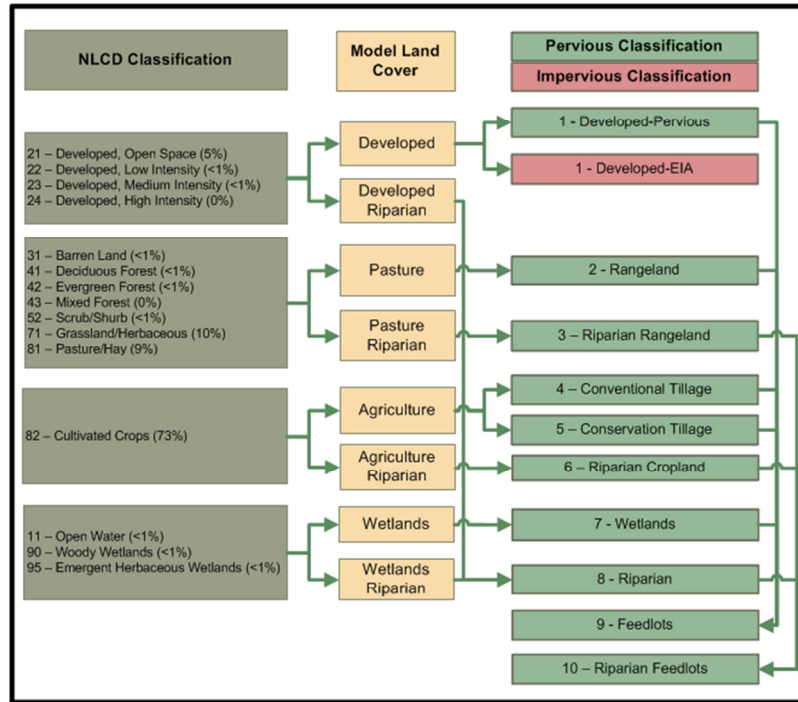 NLCD Classification
Model Land
Cover
Pervious Classification
Impervious Classification
21 – Developed, Open Space (5%)
22 – Developed, Low Intensity (<1%)
23 – Developed, Medium Intensity (<1%)
24 – Developed, High Intensity (0%)
Developed
Developed
Riparian
1 - Developed-Pervious
1 - Developed-EIA
31 – Barren Land (<1%)
41 – Deciduous Forest (<1%)
42 – Evergreen Forest (<1%)
43 – Mixed Forest (0%)
52 – Scrub/Shurb (<1%)
71 – Grassland/Herbaceous (10%)
81 – Pasture/Hay (9%)
Pasture
Pasture
Riparian
2 - Rangeland
3 – Riparian Rangeland
82 – Cultivated Crops (73%)
Agriculture
Agriculture
Riparian
4 – Conventional Tillage
5 – Conservation Tillage
6 – Riparian Cropland
11 – Open Water (<1%)
90 – Woody Wetlands (<1%)
95 – Emergent Herbaceous Wetlands (<1%)
Wetlands
Wetlands
Riparian
7 - Wetlands
8 - Riparian
9 - Feedlots
10 - Riparian Feedlots